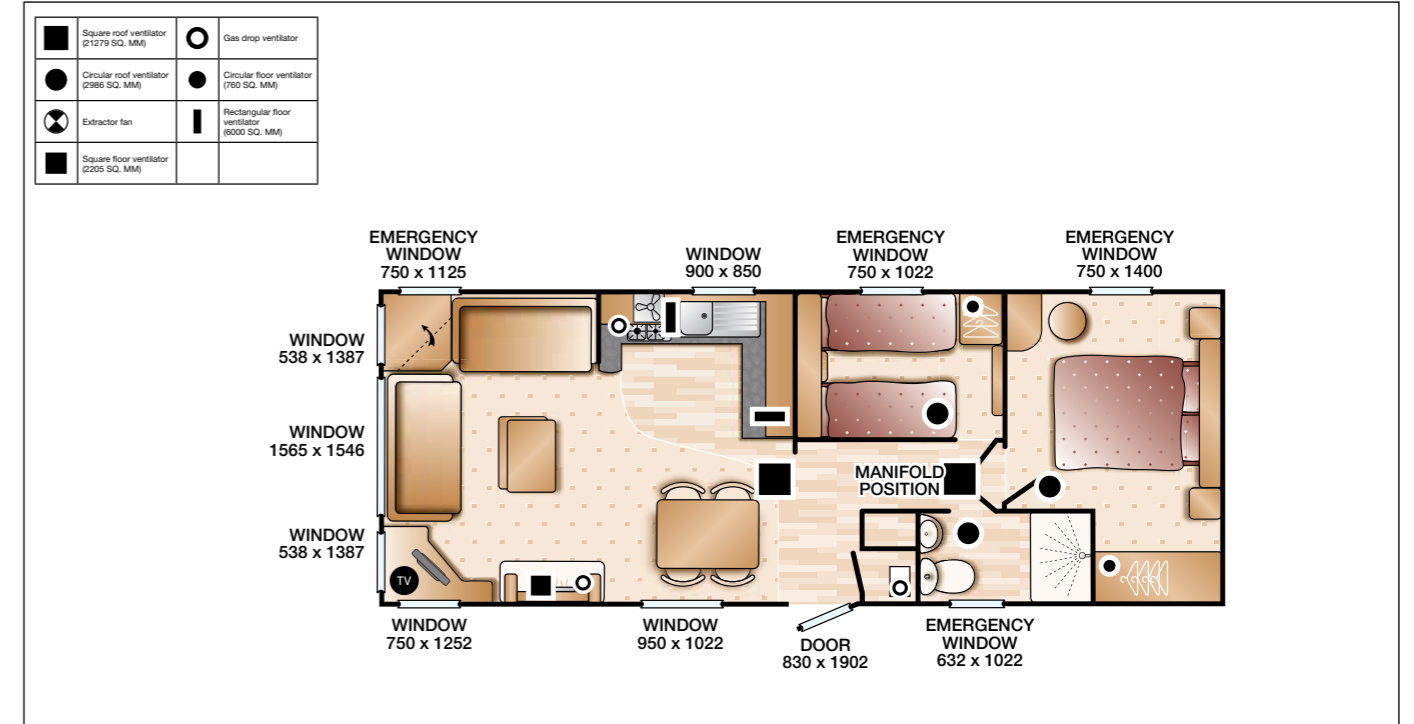 Square roof ventilator
(21279 SQ. MM)
Gas drop ventilator
Circular roof ventilator
(2986 SQ. MM)
Circular floor ventilator
(760 SQ. MM)
Extractor fan
Rectangular floor
ventilator
(6000 SQ. MM)
Square floor ventilator
(2205 SQ. MM)
EMERGENCY
WINDOW
750 x 1125
WINDOW
900 x 850
EMERGENCY
WINDOW
750 x 1022
EMERGENCY
WINDOW
750 x 1400
WINDOW
538 x 1387
WINDOW
1565 x 1546
MANIFOLD
POSITION
WINDOW
538 x 1387
TV
WINDOW
750 x 1252
WINDOW
950 x 1022
DOOR
830 x 1902
EMERGENCY
WINDOW
632 x 1022